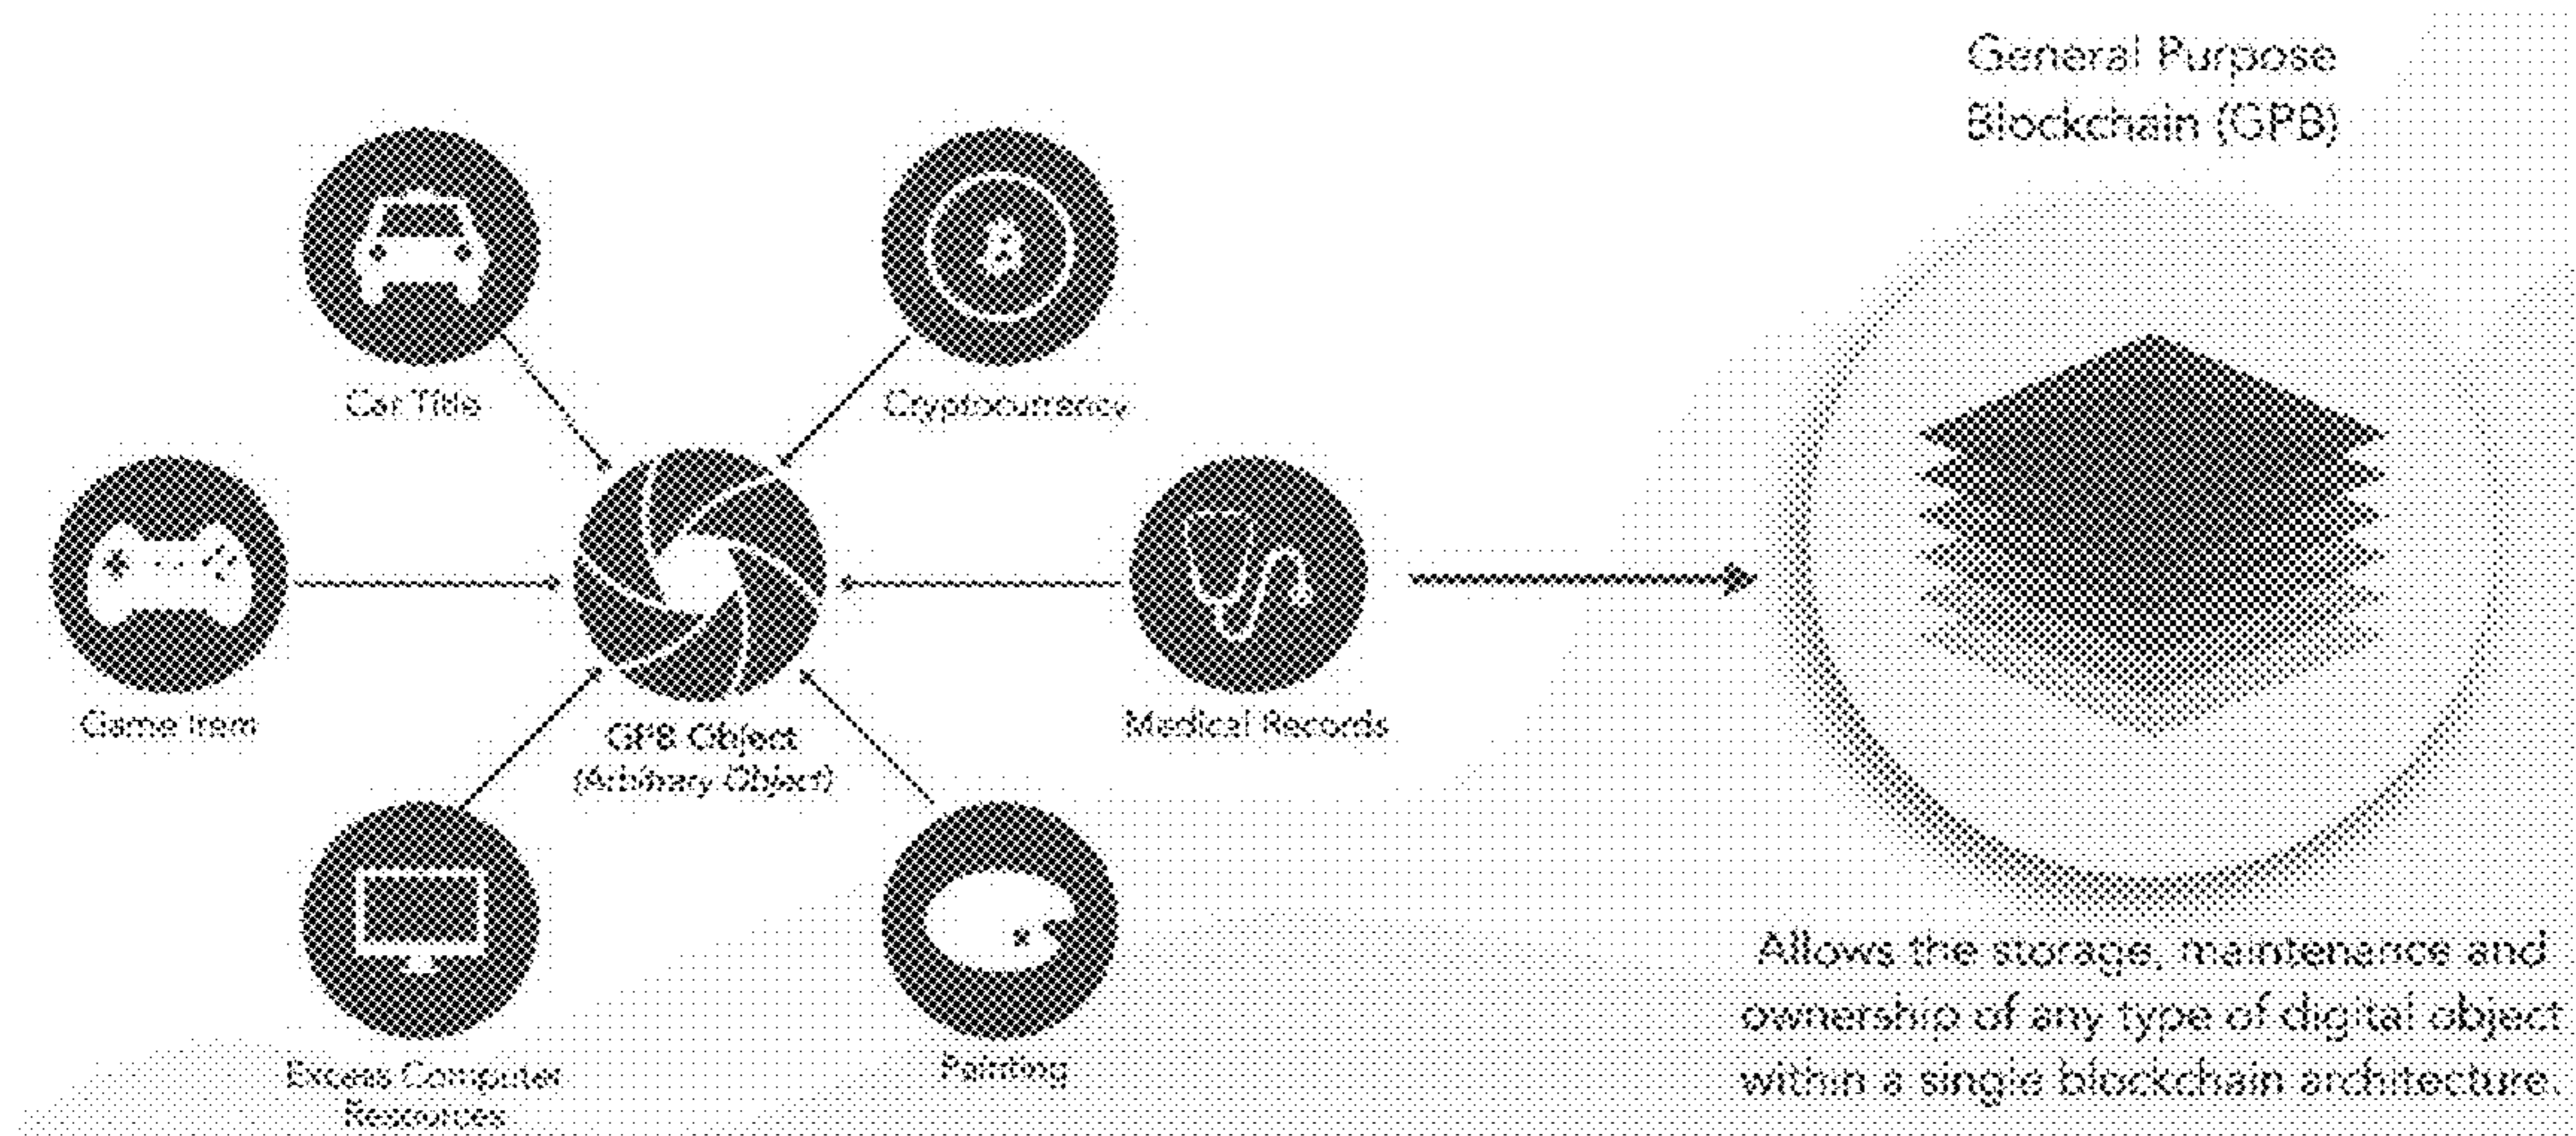 General Purpose
Blockchain (GPB)
Car Title
Cryptocurrency
Game Item
GPB Object
(Arbitrary Object)
Medical Records
Excess Computer
Resources
Painting
Allows the storage, maintenance and
ownership of any type of digital object
within a single blockchain architecture.